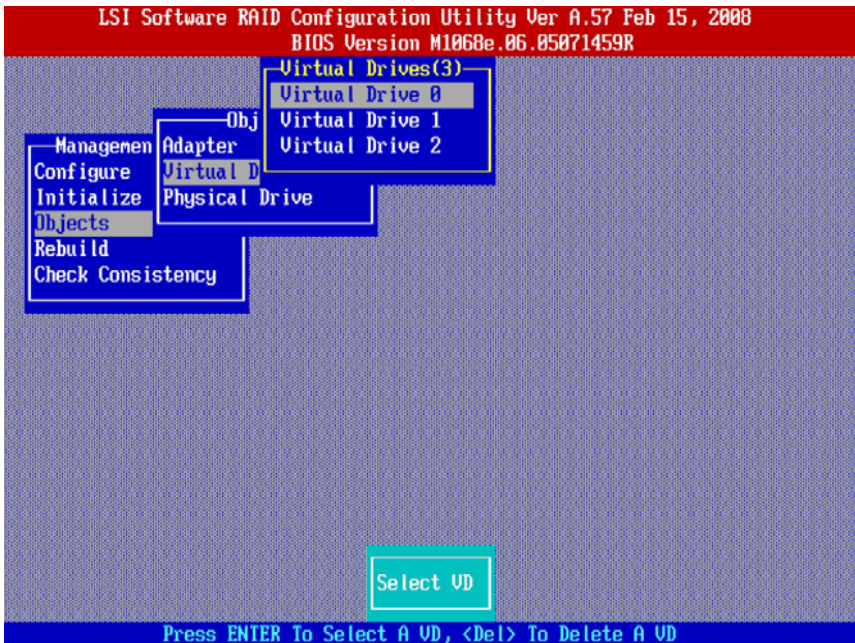 LSI Software RAID Configuration Utility Ver A.57 Feb 15, 2008
BIOS Version M1068e.06.05071459R
Virtual Drives(3)
Virtual Drive 0
Virtual Drive 1
Virtual Drive 2
Obj
Adapter
Virtual D
Physical Drive
Managemen
Configure
Initialize
Objects
Rebuild
Check Consistency
Select VD
Press ENTER To Select A VD, <Del> To Delete A VD